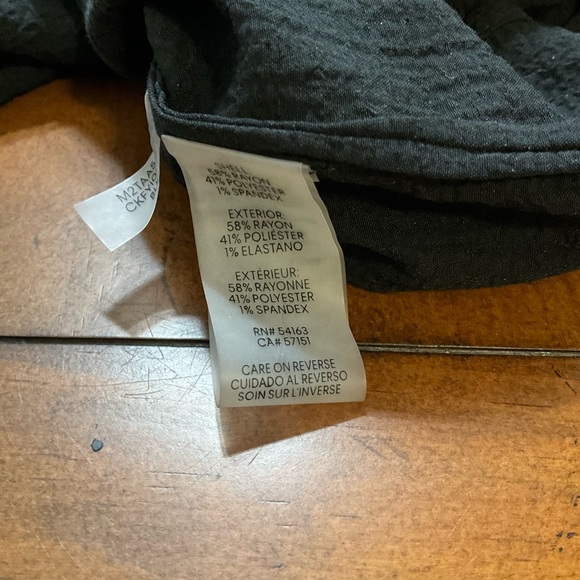 SHELL:
58% RAYON
41% POLYESTER
1% SPANDEX
EXTERIOR:
58% RAYON
41% POLIÉSTER
1% ELASTANO
EXTÉRIEUR:
58% RAYONNE
41% POLYESTER
1% SPANDEX
RN# 54163
CA# 57151
CARE ON REVERSE
CUIDADO AL REVERSO
SOIN SUR L'INVERSE